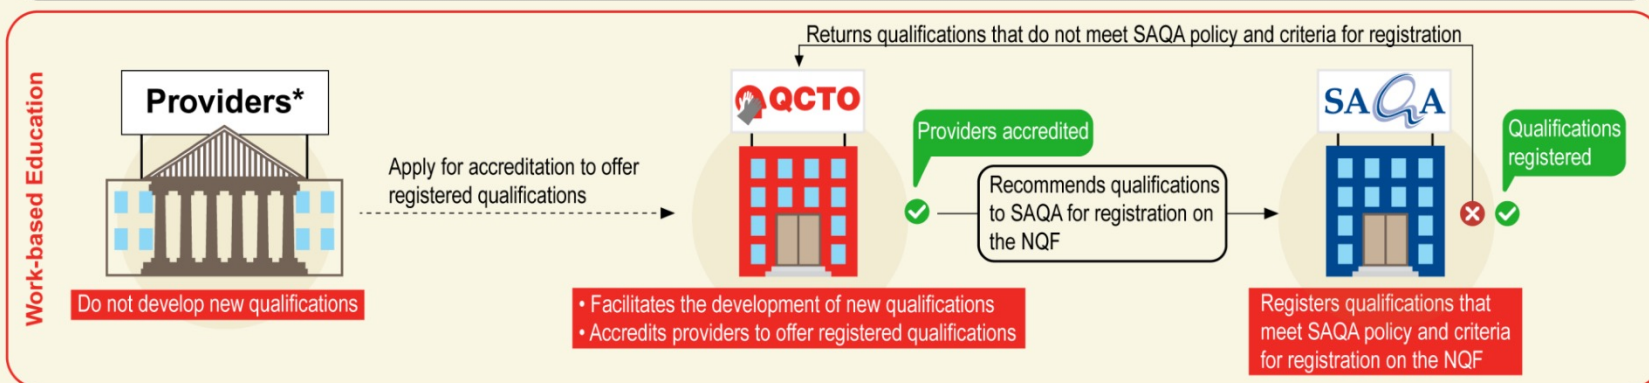 Work-based Education
Returns qualifications that do not meet SAQA policy and criteria for registration
Providers*
Apply for accreditation to offer
registered qualifications
Do not develop new qualifications
QCTO
Providers accredited
• Facilitates the development of new qualifications
• Accredits providers to offer registered qualifications
Recommends qualifications
to SAQA for registration on
the NQF
SAQA
Qualifications
registered
Registers qualifications that
meet SAQA policy and criteria
for registration on the NQF